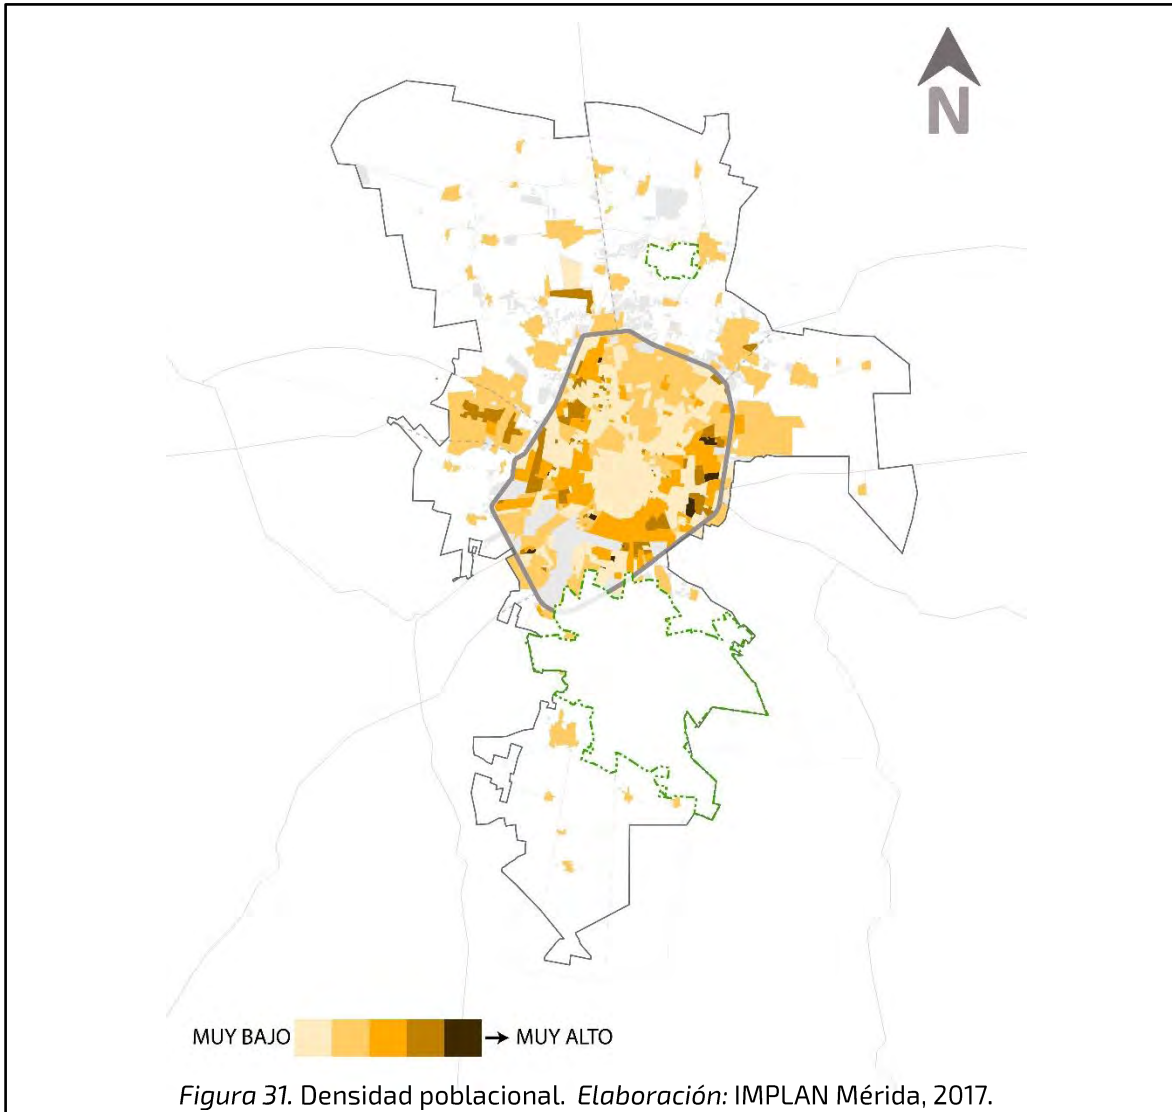 N
MUY BAJO → MUY ALTO
Figura 31. Densidad poblacional. Elaboración: IMPLAN Mérida, 2017.